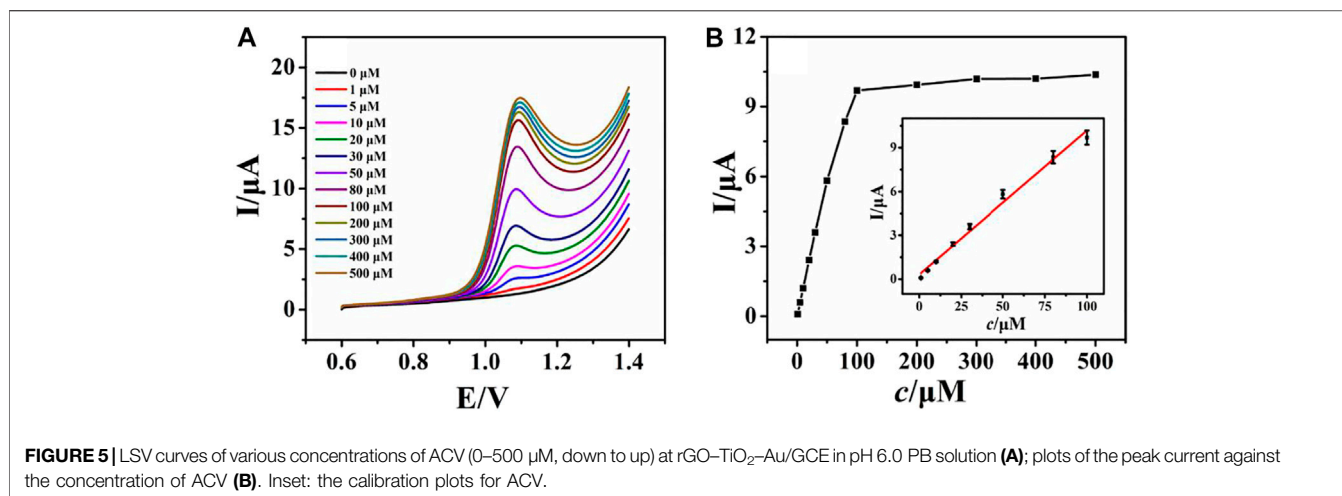 A
I/μA
20
15
10
5
0
0 μM
1 μM
5 μM
10 μM
20 μM
30 μM
50 μM
80 μM
100 μM
200 μM
300 μM
400 μM
500 μM
0.6 0.8 1.0 1.2 1.4
E/V
B
I/μA
12
9
6
3
0
0 100 200 300 400 500
c/μM
I/μA
9
6
3
0
0 25 50 75 100
c/μM
FIGURE 5 | LSV curves of various concentrations of ACV (0–500 μM, down to up) at rGO–TiO₂–Au/GCE in pH 6.0 PB solution (A); plots of the peak current against
the concentration of ACV (B). Inset: the calibration plots for ACV.